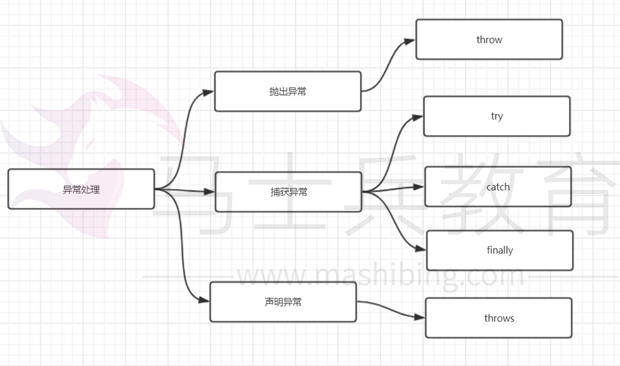 throw
抛出异常
try
异常处理
捕获异常
catch
马士兵教育
finally
www.mashibing.com
声明异常
throws